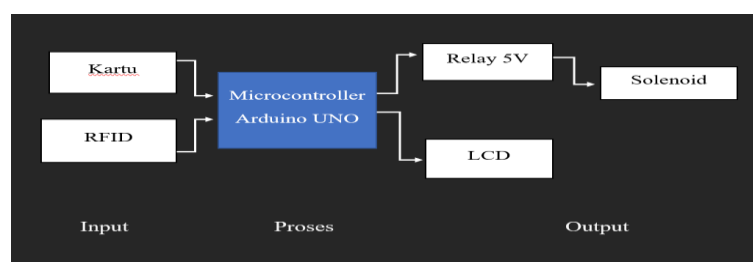 Kartu
RFID
Microcontroller
Arduino UNO
Relay 5V
Solenoid
LCD
Input
Proses
Output